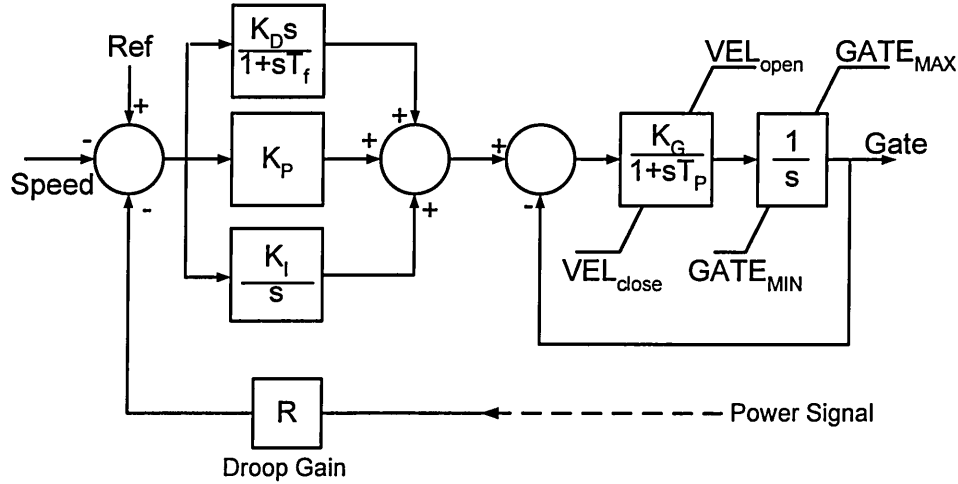 Ref
+
-
Speed
-
K_D s
1+sT_f
K_P
K_I
s
+
+
+
+
-
K_G
1+sT_P
VEL_open
VEL_close
1
s
GATE_MAX
GATE_MIN
Gate
R
Droop Gain
Power Signal